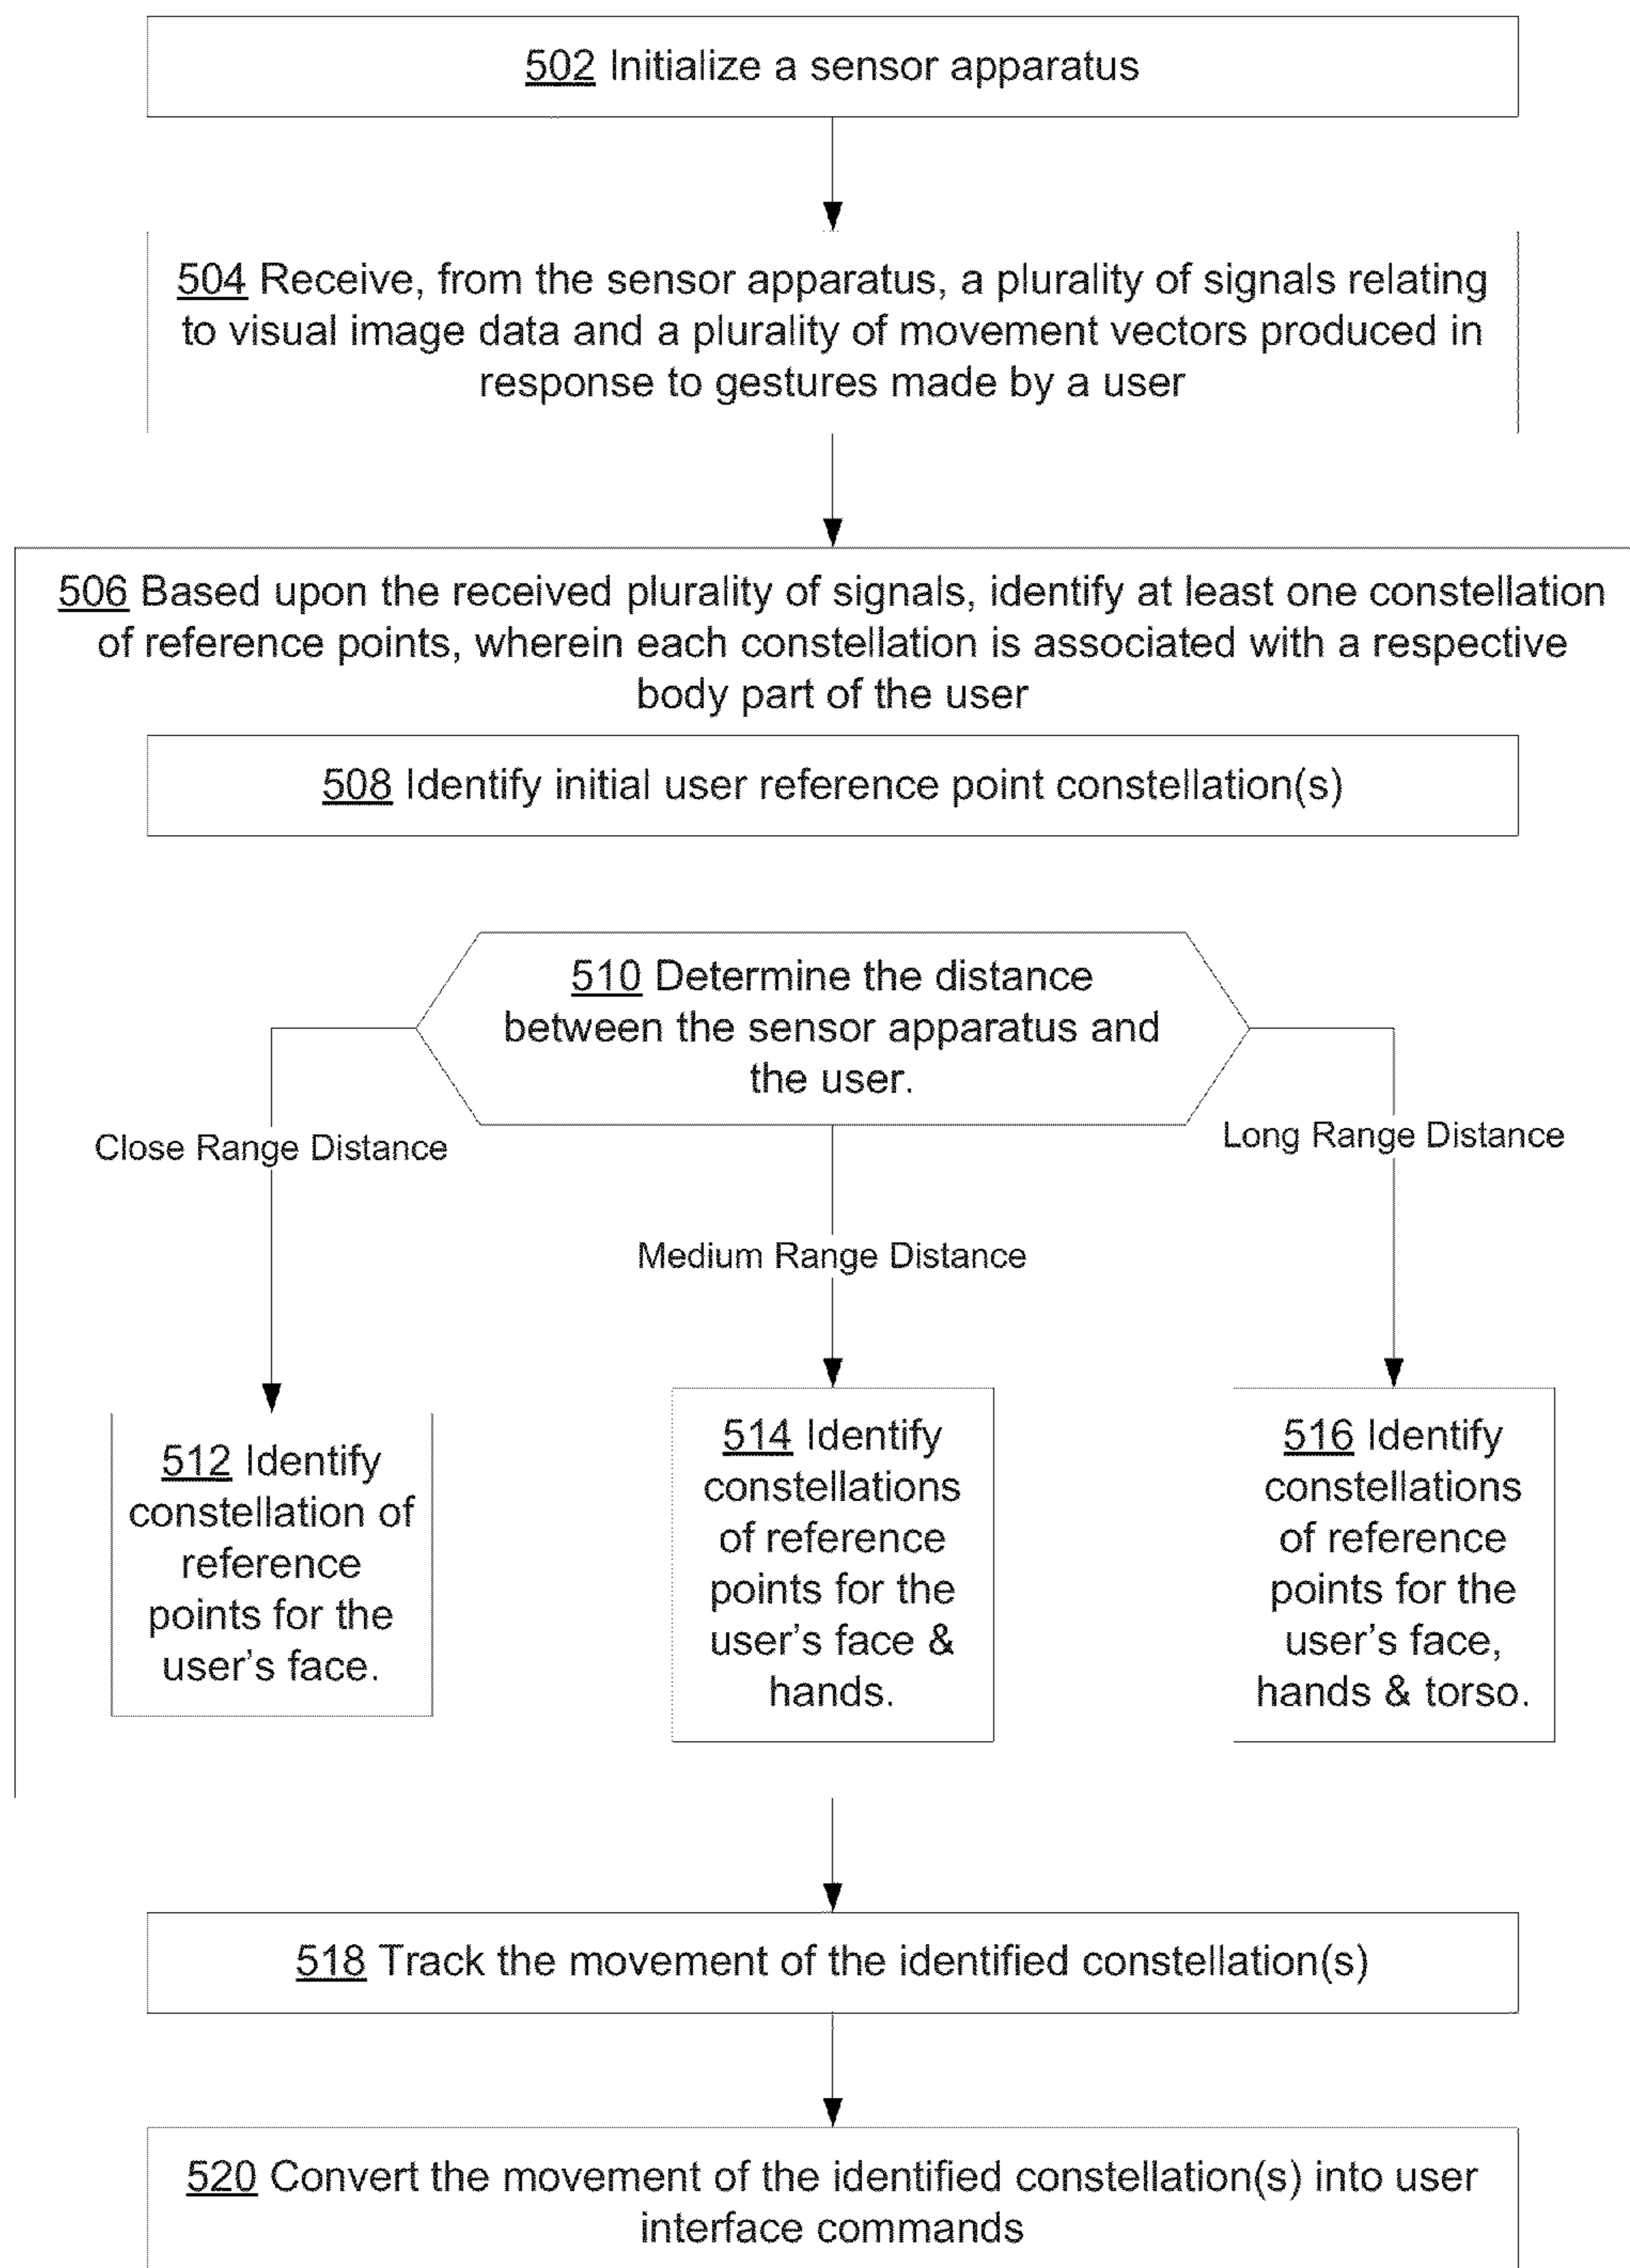 502 Initialize a sensor apparatus
504 Receive, from the sensor apparatus, a plurality of signals relating
to visual image data and a plurality of movement vectors produced in
response to gestures made by a user
506 Based upon the received plurality of signals, identify at least one constellation
of reference points, wherein each constellation is associated with a respective
body part of the user
508 Identify initial user reference point constellation(s)
510 Determine the distance
between the sensor apparatus and
the user.
Close Range Distance
Medium Range Distance
Long Range Distance
512 Identify
constellation of
reference
points for the
user's face.
514 Identify
constellations
of reference
points for the
user's face &
hands.
516 Identify
constellations
of reference
points for the
user's face,
hands & torso.
518 Track the movement of the identified constellation(s)
520 Convert the movement of the identified constellation(s) into user
interface commands